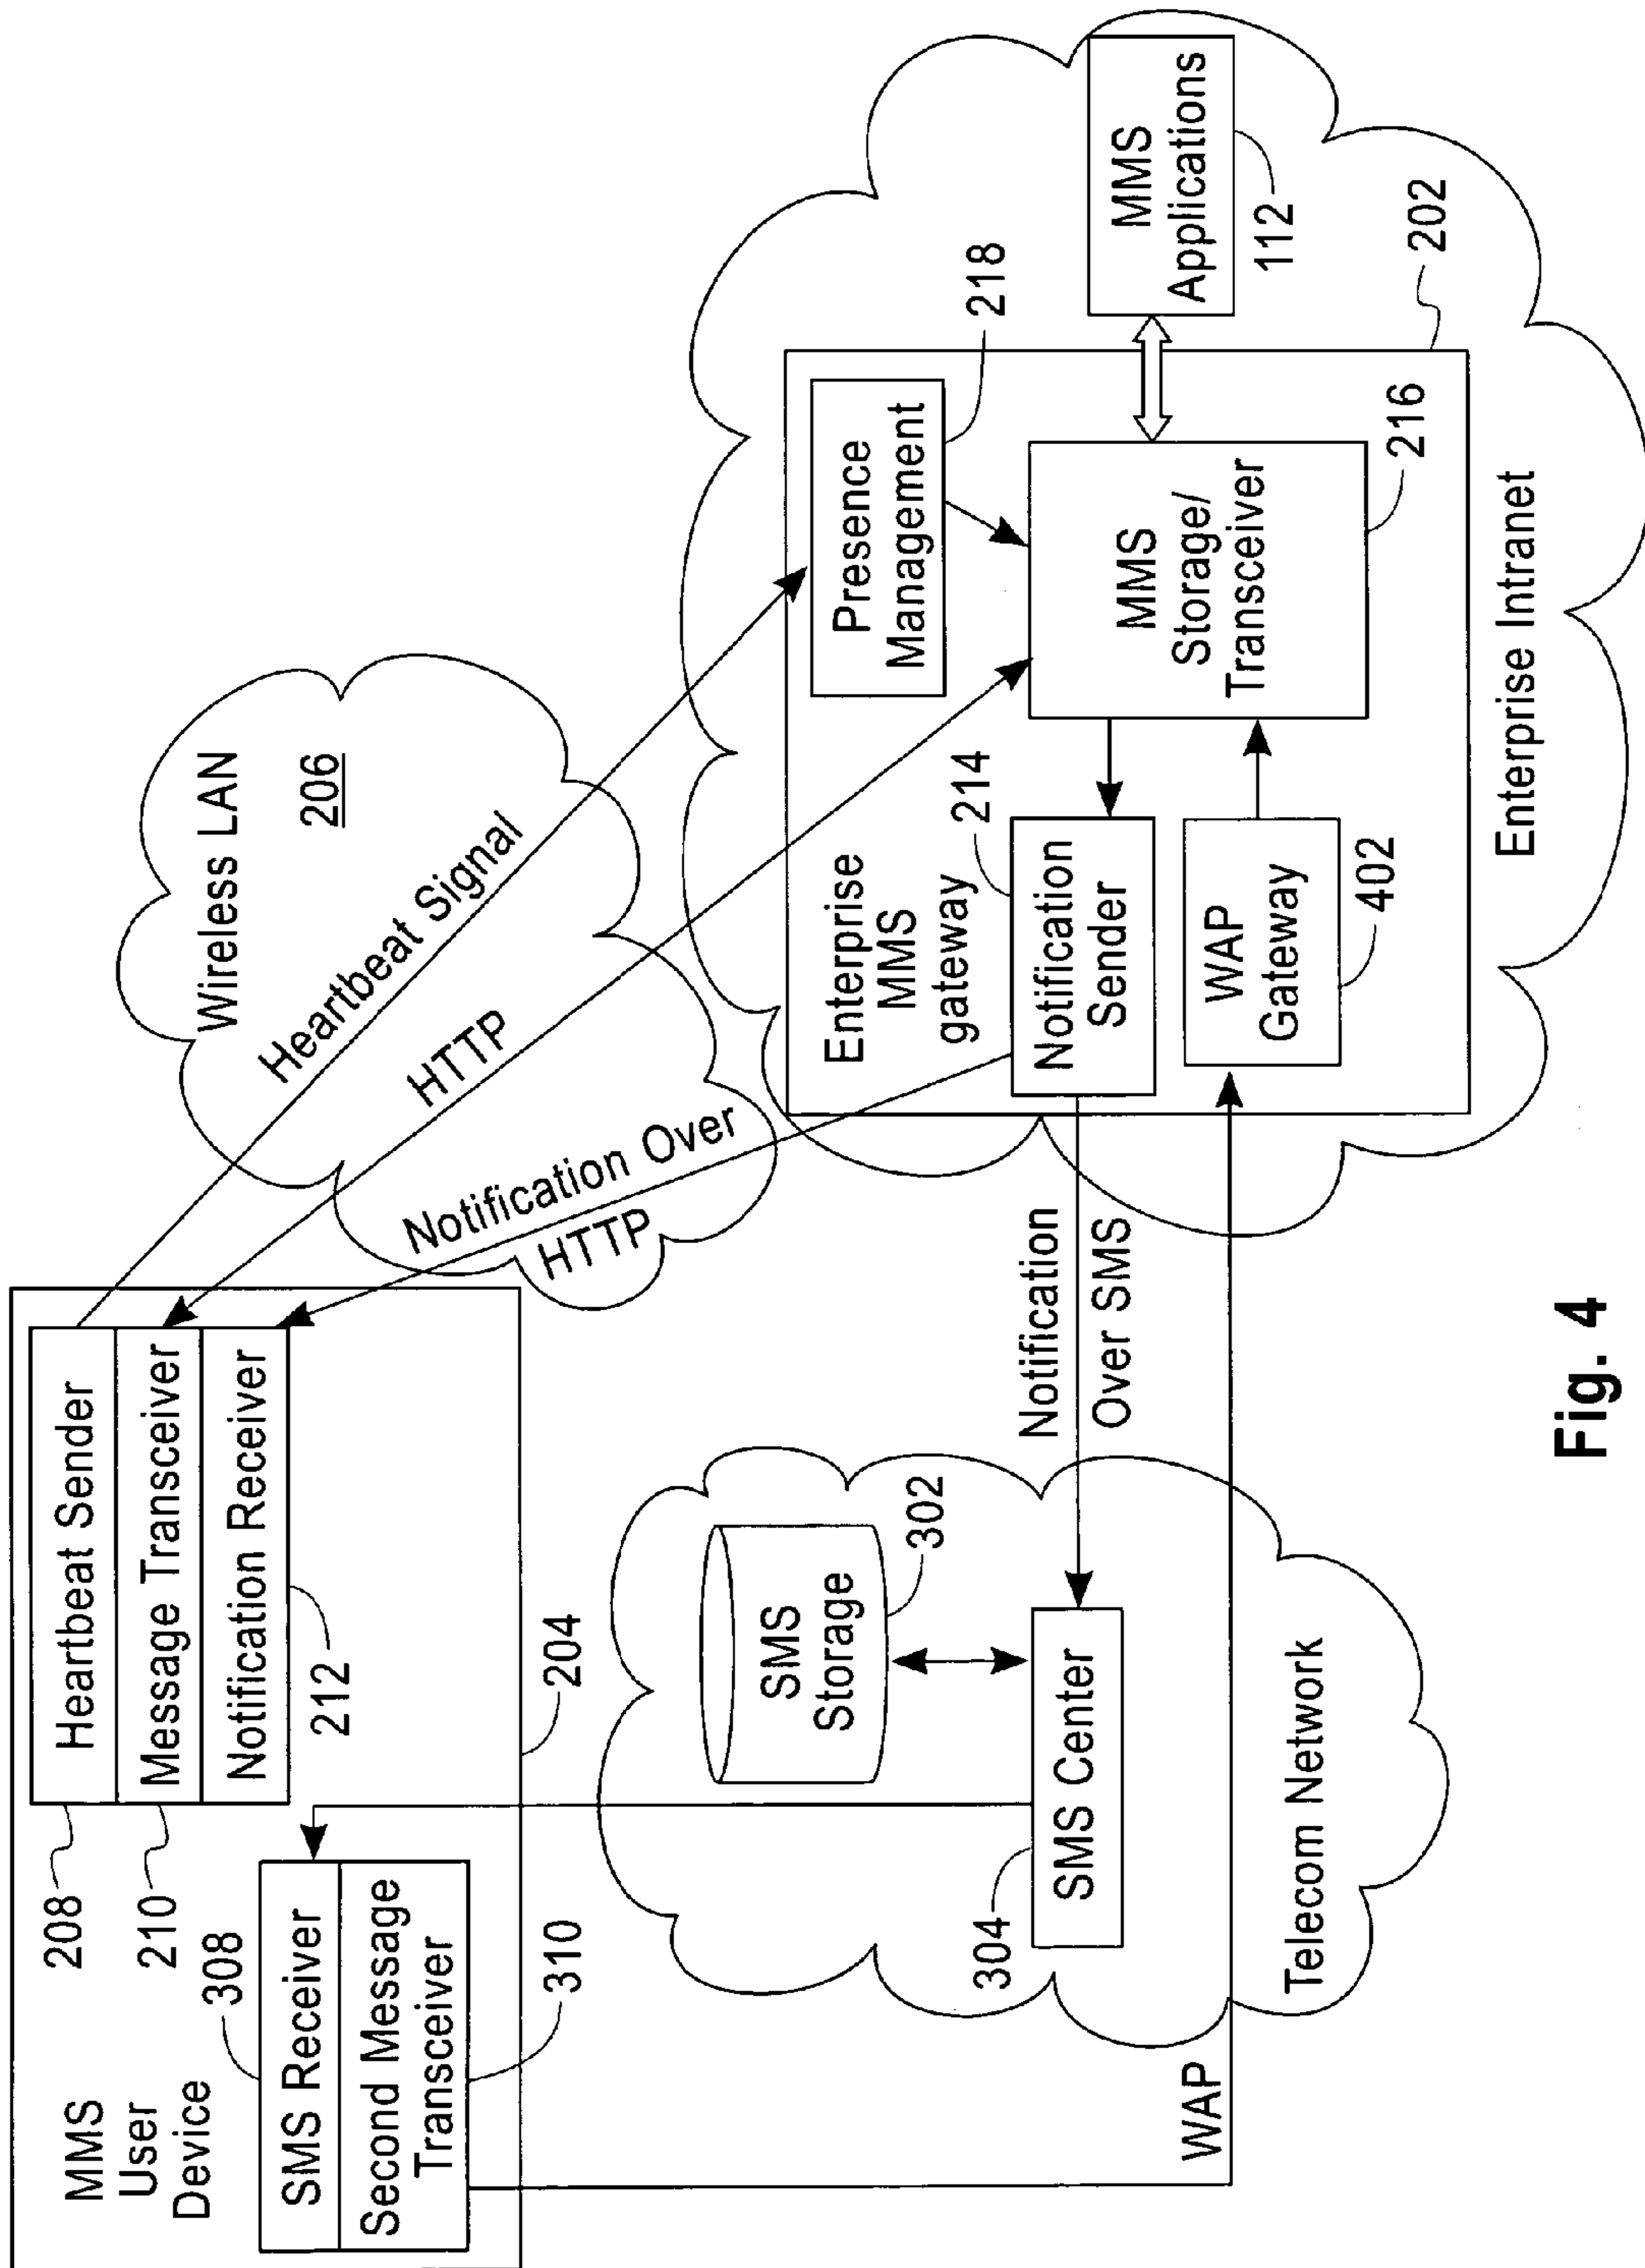 MMS
User
Device
208
Heartbeat Sender
210
Message Transceiver
Notification Receiver
212
308
SMS Receiver
Second Message
Transceiver
310
204
Wireless LAN
206
Heartbeat Signal
HTTP
Notification Over
HTTP
SMS
Storage
302
SMS Center
304
Telecom Network
Notification
Over SMS
WAP
Enterprise
MMS
gateway
Presence
Management
218
214
Notification
Sender
WAP
Gateway
402
MMS
Storage/
Transceiver
216
MMS
Applications
112
202
Enterprise Intranet
Fig. 4